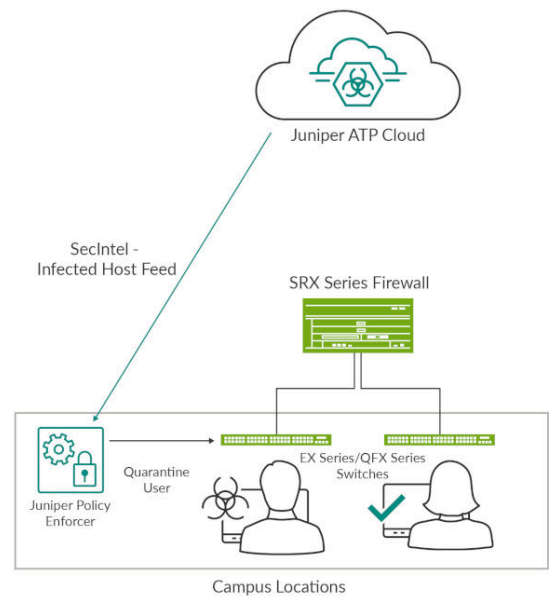 Juniper ATP Cloud
SecIntel -
Infected Host Feed
SRX Series Firewall
Quarantine
User
EX Series/QFX Series
Switches
Juniper Policy
Enforcer
Campus Locations